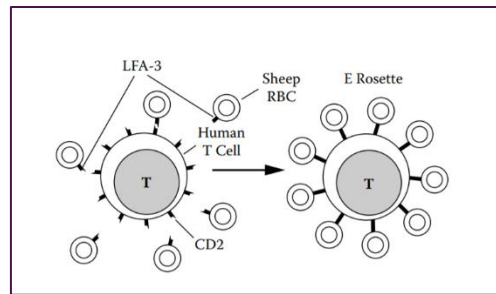 LFA-3
Sheep
RBC
E Rosette
Human
T Cell
T
T
CD2